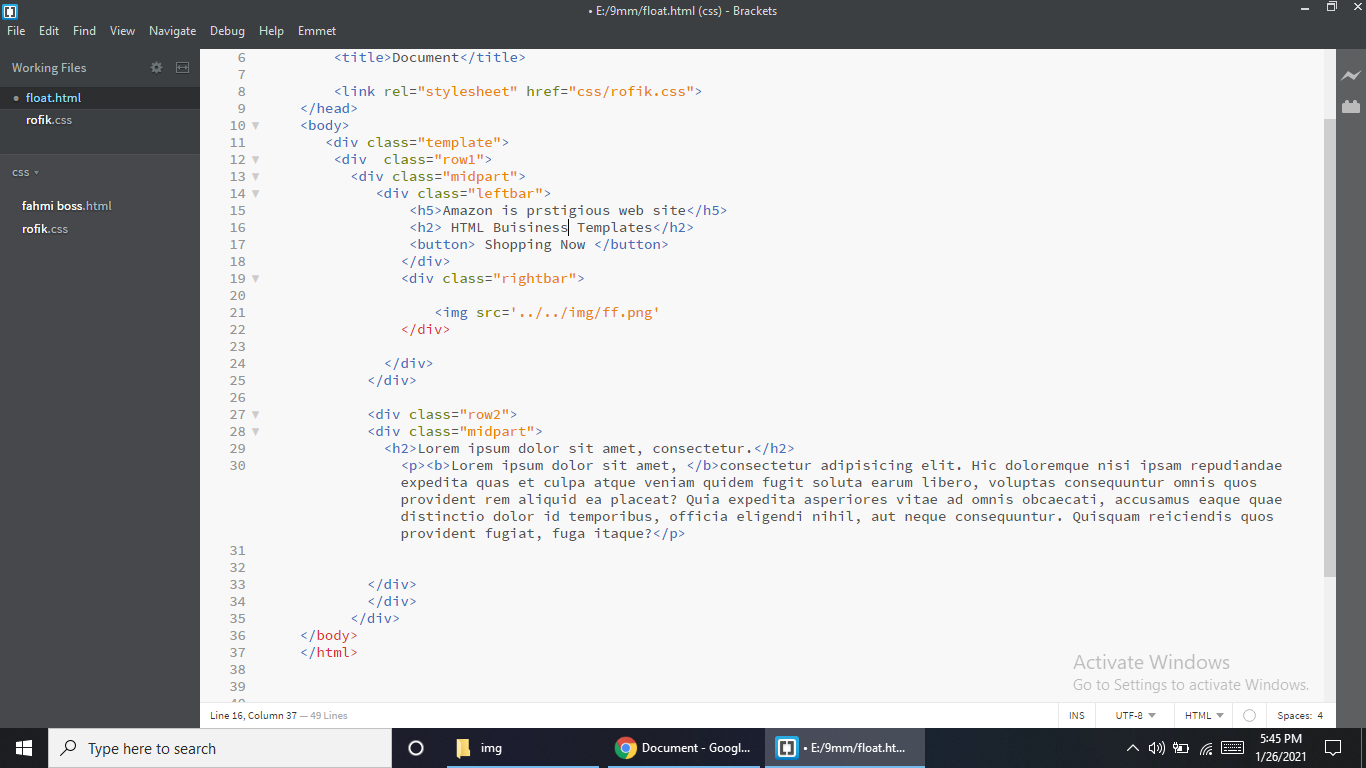 • E:/9mm/float.html (css) - Brackets
File Edit Find View Navigate Debug Help Emmet
Working Files
• float.html
rofik.css
css
fahmi boss.html
rofik.css
6 <title>Document</title>
7
8 <link rel="stylesheet" href="css/rofik.css">
9 </head>
10 <body>
11 <div class="template">
12 <div  class="row1">
13 <div class="midpart">
14 <div class="leftbar">
15 <h5>Amazon is prstigious web site</h5>
16 <h2> HTML Buisiness Templates</h2>
17 <button> Shopping Now </button>
18 </div>
19 <div class="rightbar">
20
21 <img src='../../img/ff.png'
22 </div>
23
24 </div>
25 </div>
26
27 <div class="row2">
28 <div class="midpart">
29 <h2>Lorem ipsum dolor sit amet, consectetur.</h2>
30 <p><b>Lorem ipsum dolor sit amet, </b>consectetur adipisicing elit. Hic doloremque nisi ipsam repudiandae
expedita quas et culpa atque veniam quidem fugit soluta earum libero, voluptas consequuntur omnis quos
provident rem aliquid ea placeat? Quia expedita asperiores vitae ad omnis obcaecati, accusamus eaque quae
distinctio dolor id temporibus, officia eligendi nihil, aut neque consequuntur. Quisquam reiciendis quos
provident fugiat, fuga itaque?</p>
31
32
33 </div>
34 </div>
35 </div>
36 </body>
37 </html>
38
39
Activate Windows
Go to Settings to activate Windows.
Line 16, Column 37 — 49 Lines
INS UTF-8 HTML Spaces: 4
Type here to search
img
Document - Googl...
• E:/9mm/float.ht...
5:45 PM
1/26/2021